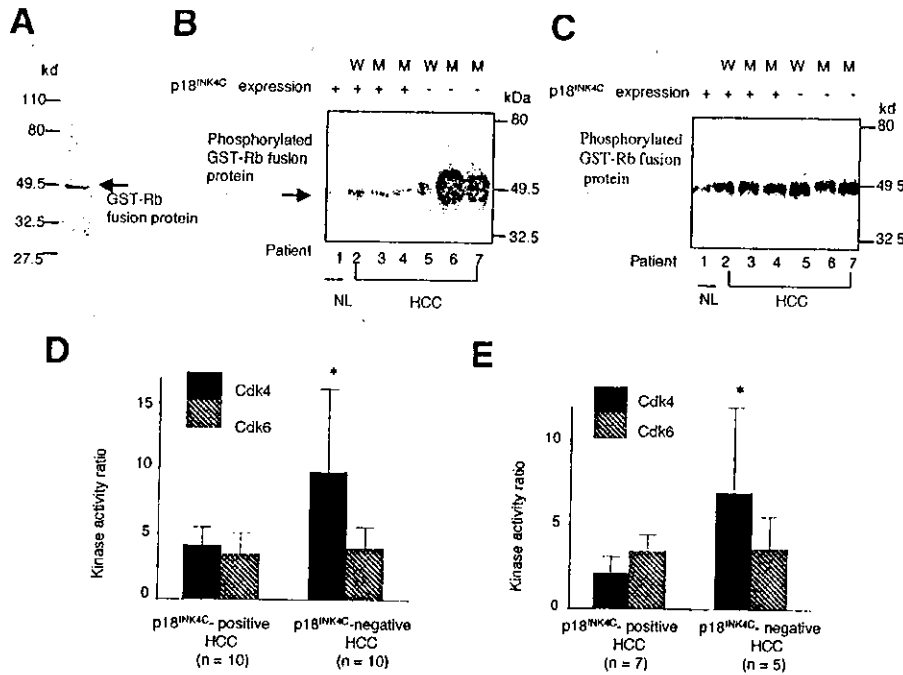 A
kd
110
80
49.5
GST-Rb
fusion protein
32.5
27.5
B
W M M W M M
p18INK4C expression + + + + - - -
kDa
80
Phosphorylated
GST-Rb fusion
protein
49.5
32.5
Patient 1 2 3 4 5 6 7
NL HCC
C
W M M W M M
p18INK4C expression + + + + - - -
kd
80
Phosphorylated
GST-Rb fusion
protein
49.5
32 5
Patient 1 2 3 4 5 6 7
NL HCC
D
Cdk4
Cdk6
*
15
10
5
0
Kinase activity ratio
p18INK4C- positive
HCC
(n = 10)
p18INK4C-negative
HCC
(n = 10)
E
Cdk4
Cdk6
*
10
5
0
Kinase activity ratio
p18INK4C- positive
HCC
(n = 7)
p18INK4C- negative
HCC
(n = 5)